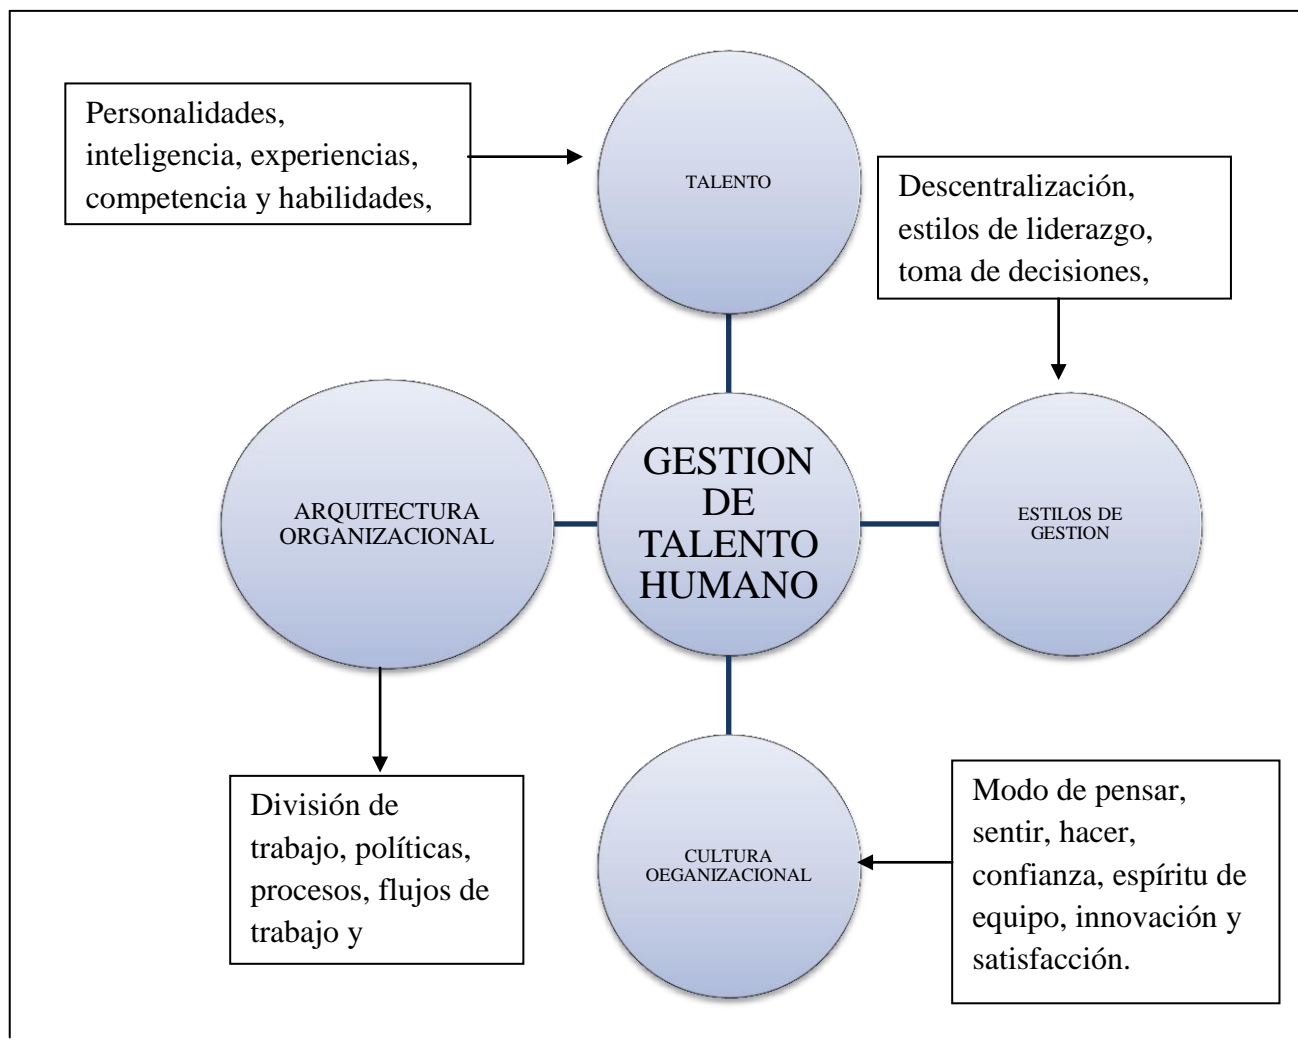 Personalidades,
inteligencia, experiencias,
competencia y habilidades,
TALENTO
Descentralización,
estilos de liderazgo,
toma de decisiones,
ARQUITECTURA
ORGANIZACIONAL
GESTION
DE
TALENTO
HUMANO
ESTILOS DE
GESTION
División de
trabajo, políticas,
procesos, flujos de
trabajo y
CULTURA
OEGANIZACIONAL
Modo de pensar,
sentir, hacer,
confianza, espíritu de
equipo, innovación y
satisfacción.